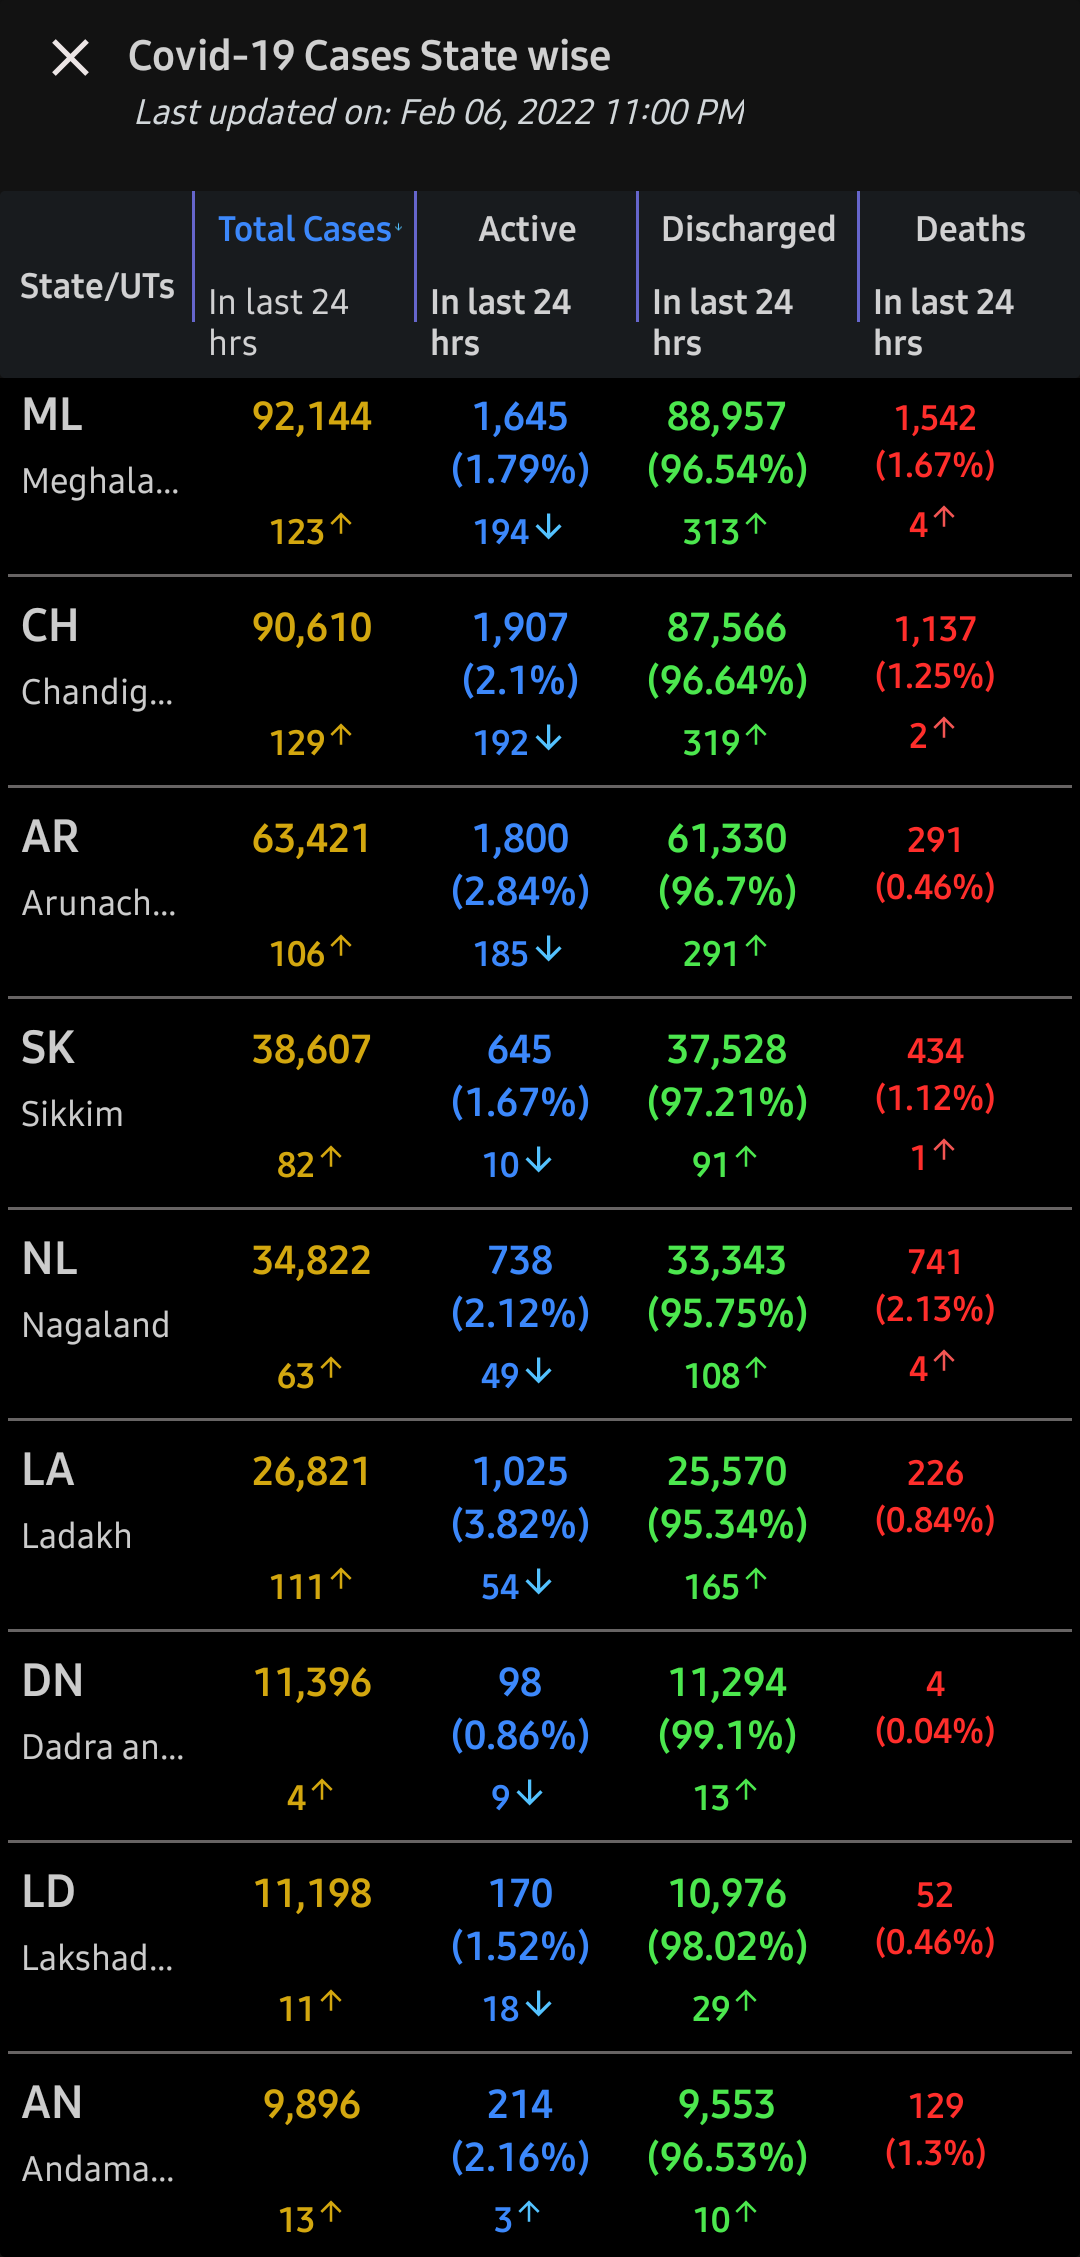 Covid-19 Cases State wise
Last updated on: Feb 06, 2022 11:00 PM
State/UTs
Total Cases↓ Active Discharged Deaths
In last 24 hrs In last 24 hrs In last 24 hrs In last 24 hrs
ML 92,144 1,645 88,957 1,542
(1.79%) (96.54%) (1.67%)
Meghala...
123↑ 194↓ 313↑ 4↑
CH 90,610 1,907 87,566 1,137
(2.1%) (96.64%) (1.25%)
Chandig...
129↑ 192↓ 319↑ 2↑
AR 63,421 1,800 61,330 291
(2.84%) (96.7%) (0.46%)
Arunach...
106↑ 185↓ 291↑
SK 38,607 645 37,528 434
(1.67%) (97.21%) (1.12%)
Sikkim
82↑ 10↓ 91↑ 1↑
NL 34,822 738 33,343 741
(2.12%) (95.75%) (2.13%)
Nagaland
63↑ 49↓ 108↑ 4↑
LA 26,821 1,025 25,570 226
(3.82%) (95.34%) (0.84%)
Ladakh
111↑ 54↓ 165↑
DN 11,396 98 11,294 4
(0.86%) (99.1%) (0.04%)
Dadra an...
4↑ 9↓ 13↑
LD 11,198 170 10,976 52
(1.52%) (98.02%) (0.46%)
Lakshad...
11↑ 18↓ 29↑
AN 9,896 214 9,553 129
(2.16%) (96.53%) (1.3%)
Andama...
13↑ 3↑ 10↑